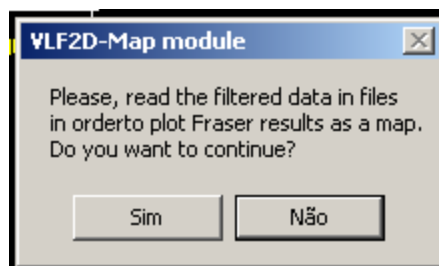 VLF2D-Map module
Please, read the filtered data in files
in orderto plot Fraser results as a map.
Do you want to continue?
Sim
Não